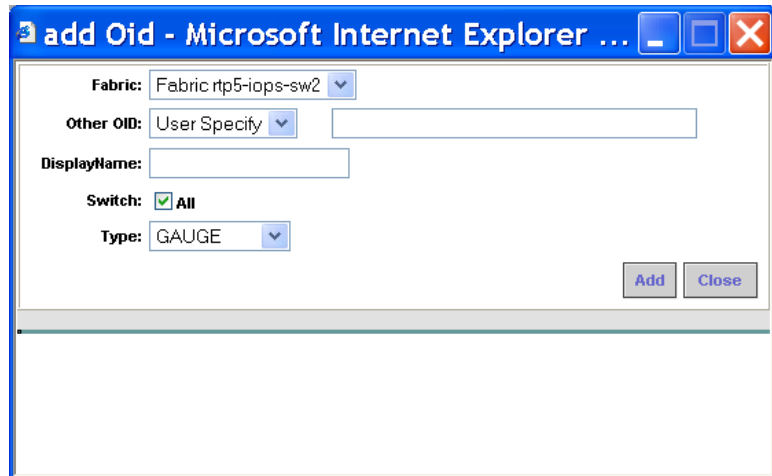 add Oid - Microsoft Internet Explorer ...
Fabric: Fabric rtp5-iops-sw2
Other OID: User Specify
DisplayName:
Switch: All
Type: GAUGE
Add Close